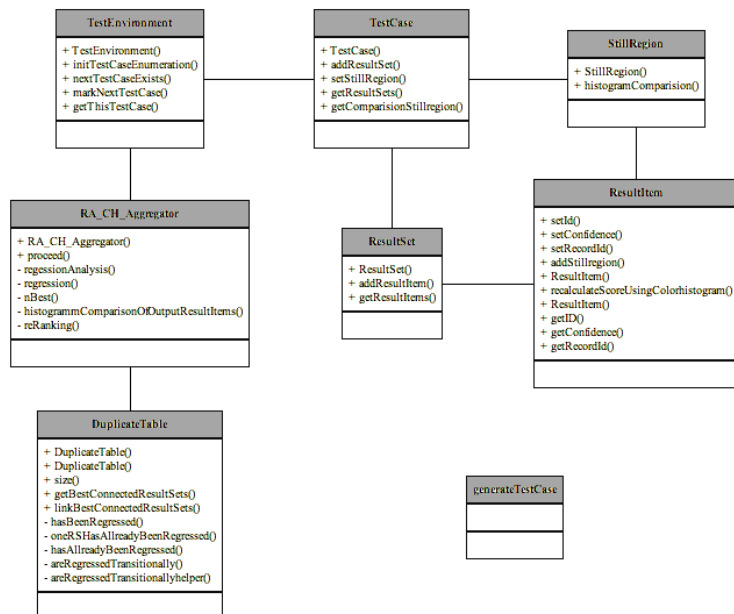 TestEnvironment
+ TestEnvironment()
+ initTestCaseEnumeration()
+ nextTestCaseExists()
+ markNextTestCase()
+ getThisTestCase()
TestCase
+ TestCase()
+ addResultSet()
+ setStillRegion()
+ getResultSets()
+ getComparisionStillregion()
StillRegion
+ StillRegion()
+ histogramComparision()
RA_CH_Aggregator
+ RA_CH_Aggregator()
+ proceed()
- regessionAnalysis()
- regression()
- nBest()
- histogrammComparisonOfOutputResultItems()
- reRanking()
ResultSet
+ ResultSet()
+ addResultItem()
+ getResultItems()
ResultItem
+ setId()
+ setConfidence()
+ setRecordId()
+ addStillregion()
+ ResultItem()
+ recalculateScoreUsingColorhistogram()
+ ResultItem()
+ getID()
+ getConfidence()
+ getRecordId()
DuplicateTable
+ DuplicateTable()
+ DuplicateTable()
+ size()
+ getBestConnectedResultSets()
+ linkBestConnectedResultSets()
- hasBeenRegressed()
- oneRSHasAllreadyBeenRegressed()
- hasAllreadyBeenRegressed()
- areRegressedTransitionally()
- areRegressedTransitionallyhelper()
generateTestCase